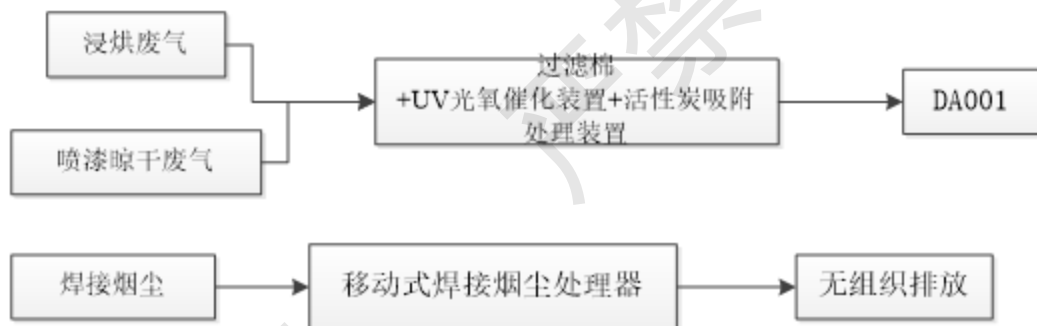 浸烘废气
过滤棉
+UV光氧催化装置+活性炭吸附
处理装置
DA001
喷漆晾干废气
焊接烟尘
移动式焊接烟尘处理器
无组织排放
严禁